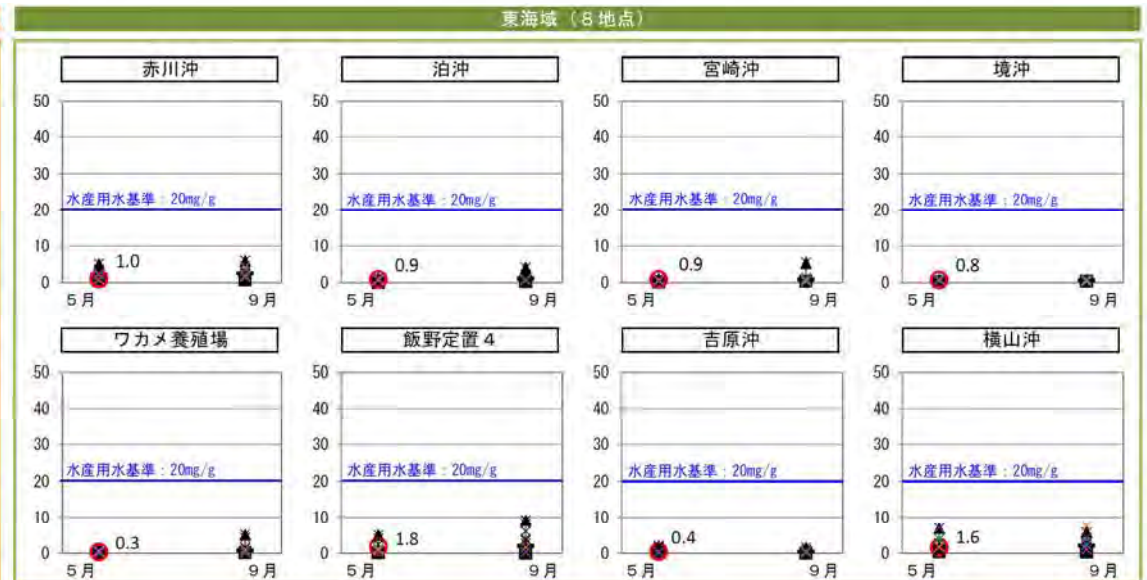 東海域（８地点）
赤川沖
50
40
30
水産用水基準：20mg/g
20
10
1.0
0
５月
９月
泊沖
50
40
30
水産用水基準：20mg/g
20
10
0.9
0
５月
９月
宮崎沖
50
40
30
水産用水基準：20mg/g
20
10
0.9
0
５月
９月
境沖
50
40
30
水産用水基準：20mg/g
20
10
0.8
0
５月
９月
ワカメ養殖場
50
40
30
水産用水基準：20mg/g
20
10
0.3
0
５月
９月
飯野定置４
50
40
30
水産用水基準：20mg/g
20
10
1.8
0
５月
９月
吉原沖
50
40
30
水産用水基準：20mg/g
20
10
0.4
0
５月
９月
横山沖
50
40
30
水産用水基準：20mg/g
20
10
1.6
0
５月
９月